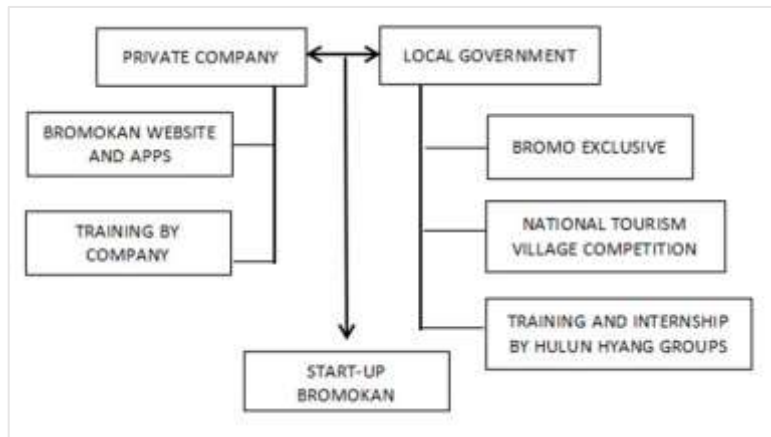 PRIVATE COMPANY
LOCAL GOVERNMENT
BROMOKAN WEBSITE
AND APPS
TRAINING BY
COMPANY
BROMO EXCLUSIVE
NATIONAL TOURISM
VILLAGE COMPETITION
TRAINING AND INTERNSHIP
BY HULUN HYANG GROUPS
START-UP
BROMOKAN